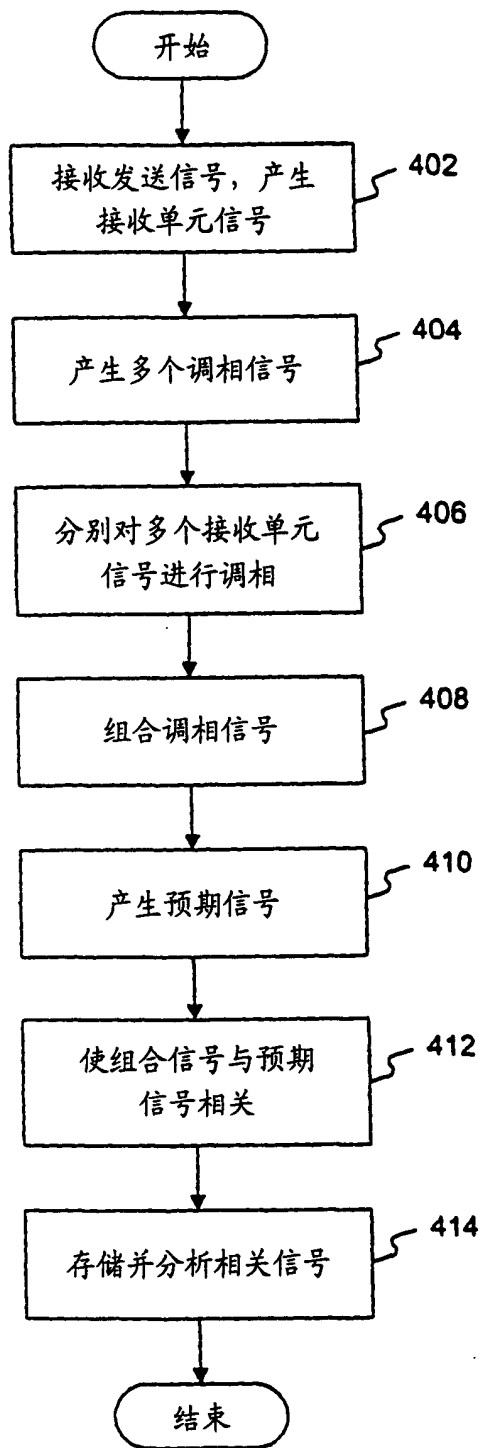 开始
接收发送信号，产生
接收单元信号
402
产生多个调相信号
404
分别对多个接收单元
信号进行调相
406
组合调相信号
408
产生预期信号
410
使组合信号与预期
信号相关
412
存储并分析相关信号
414
结束